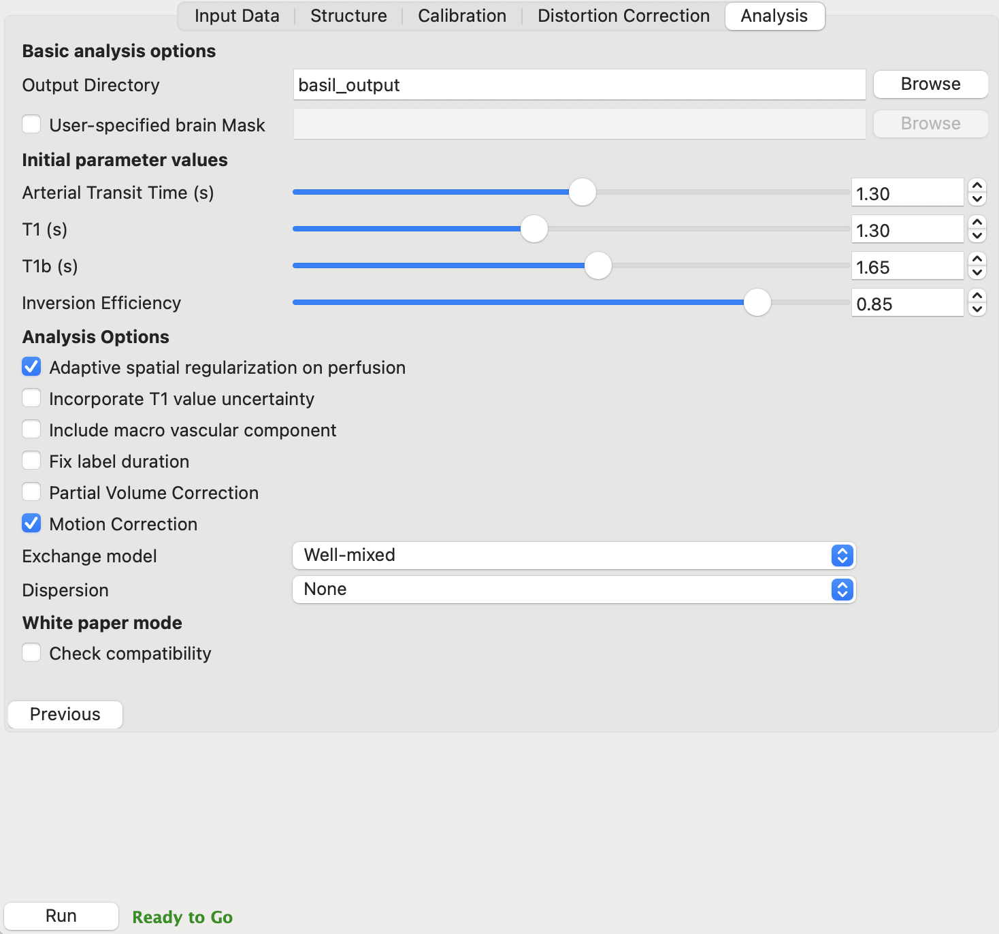 Input Data Structure Calibration Distortion Correction Analysis
Basic analysis options
Output Directory basil_output Browse
User-specified brain Mask Browse
Initial parameter values
Arterial Transit Time (s) 1.30
T1 (s) 1.30
T1b (s) 1.65
Inversion Efficiency 0.85
Analysis Options
Adaptive spatial regularization on perfusion
Incorporate T1 value uncertainty
Include macro vascular component
Fix label duration
Partial Volume Correction
Motion Correction
Exchange model Well-mixed
Dispersion None
White paper mode
Check compatibility
Previous
Run Ready to Go